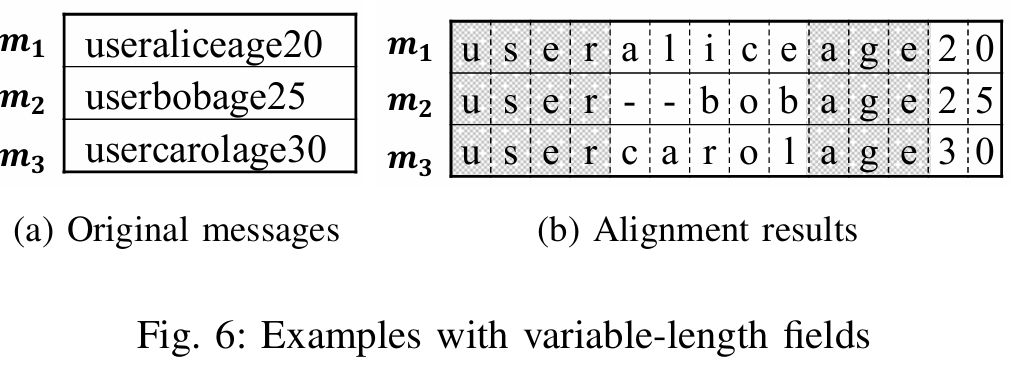 m₁ useraliceage20
m₂ userbobage25
m₃ usercarolage30
(a) Original messages
m₁ u s e r a l i c e a g e 2 0
m₂ u s e r - - b o b a g e 2 5
m₃ u s e r c a r o l a g e 3 0
(b) Alignment results
Fig. 6: Examples with variable-length fields